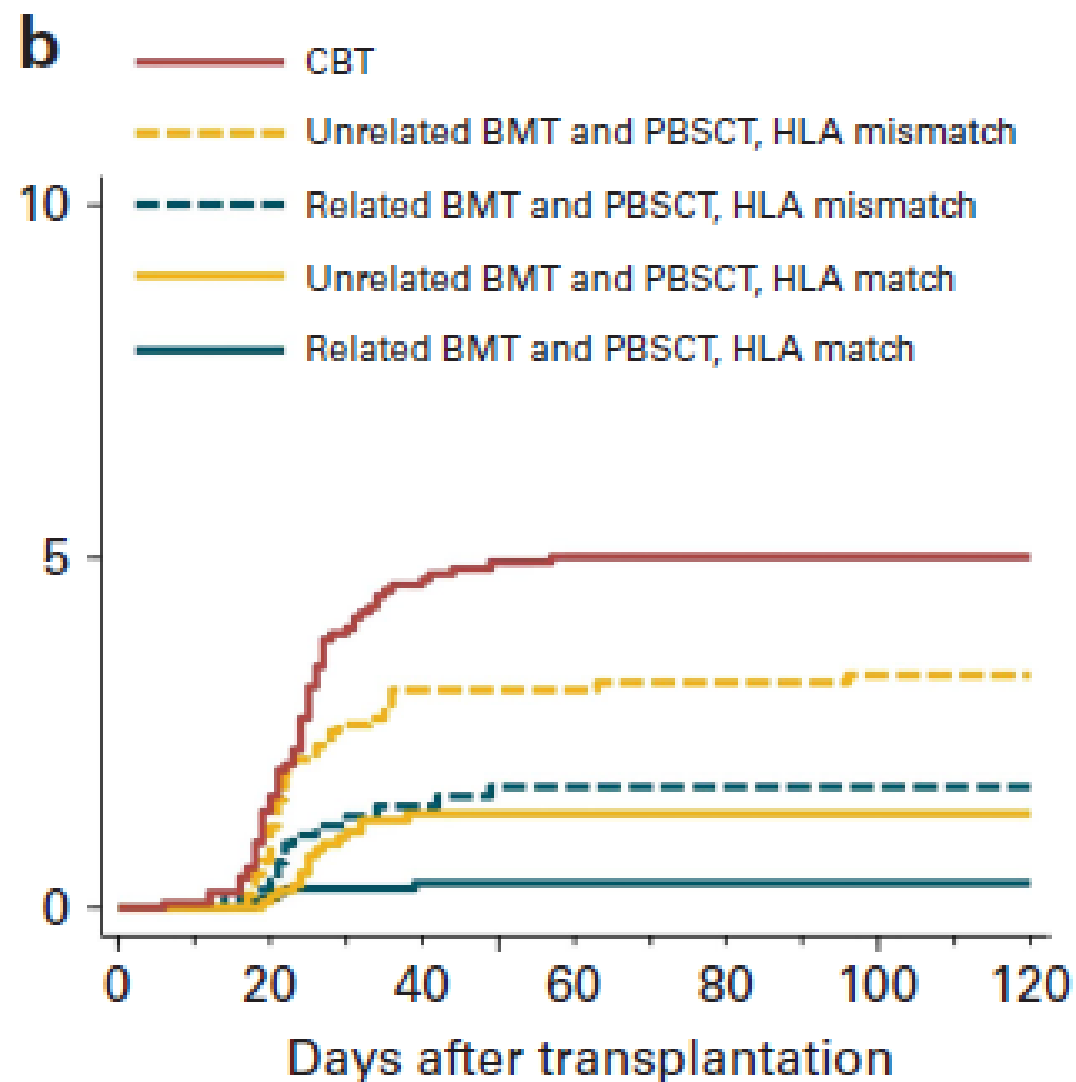 b
CBT
Unrelated BMT and PBSCT, HLA mismatch
10
Related BMT and PBSCT, HLA mismatch
Unrelated BMT and PBSCT, HLA match
Related BMT and PBSCT, HLA match
5
0
0 20 40 60 80 100 120
Days after transplantation